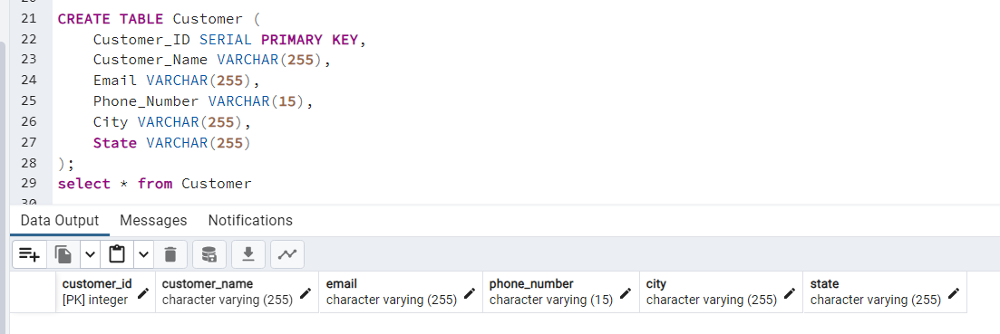 21 CREATE TABLE Customer (
22 Customer_ID SERIAL PRIMARY KEY,
23 Customer_Name VARCHAR(255),
24 Email VARCHAR(255),
25 Phone_Number VARCHAR(15),
26 City VARCHAR(255),
27 State VARCHAR(255)
28 );
29 select * from Customer
30
Data Output Messages Notifications
customer_id customer_name email phone_number city state
[PK] integer character varying (255) character varying (255) character varying (15) character varying (255) character varying (255)